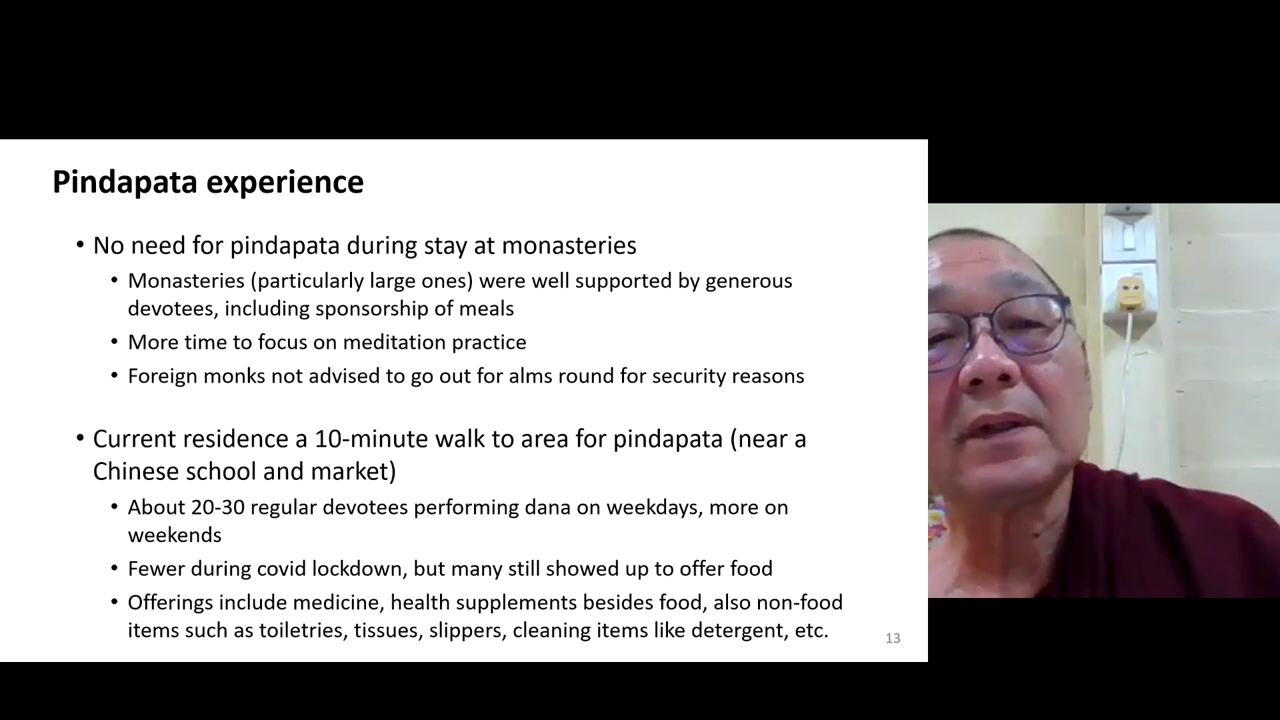 Pindapata experience
• No need for pindapata during stay at monasteries
• Monasteries (particularly large ones) were well supported by generous
devotees, including sponsorship of meals
• More time to focus on meditation practice
• Foreign monks not advised to go out for alms round for security reasons
• Current residence a 10-minute walk to area for pindapata (near a
Chinese school and market)
• About 20-30 regular devotees performing dana on weekdays, more on
weekends
• Fewer during covid lockdown, but many still showed up to offer food
• Offerings include medicine, health supplements besides food, also non-food
items such as toiletries, tissues, slippers, cleaning items like detergent, etc.
13